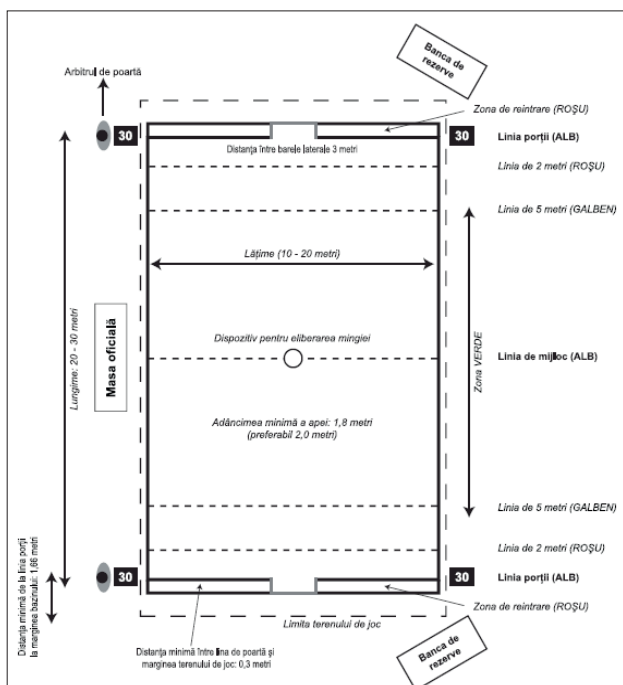 Banca de
rezerve
Arbitrul de poartă
Zona de reintrare (ROŞU)
30
30
Linia porţii (ALB)
Distanţa între barele laterale 3 metri
Linia de 2 metri (ROŞU)
Linia de 5 metri (GALBEN)
Lăţime (10 - 20 metri)
Lungime: 20 - 30 metri
Masa oficială
Dispozitiv pentru eliberarea mingiei
Linia de mijloc (ALB)
Zona VERDE
Adâncimea minimă a apei: 1,8 metri
(preferabil 2,0 metri)
Linia de 5 metri (GALBEN)
Linia de 2 metri (ROŞU)
30
30
Linia porţii (ALB)
Distanţă minimă de la linia porţii
la marginea bazinului: 1,66 metri
Zona de reintrare (ROŞU)
Limita terenului de joc
Distanţă minimă între lina de poartă şi
marginea terenului de joc: 0,3 metri
Banca de
rezerve